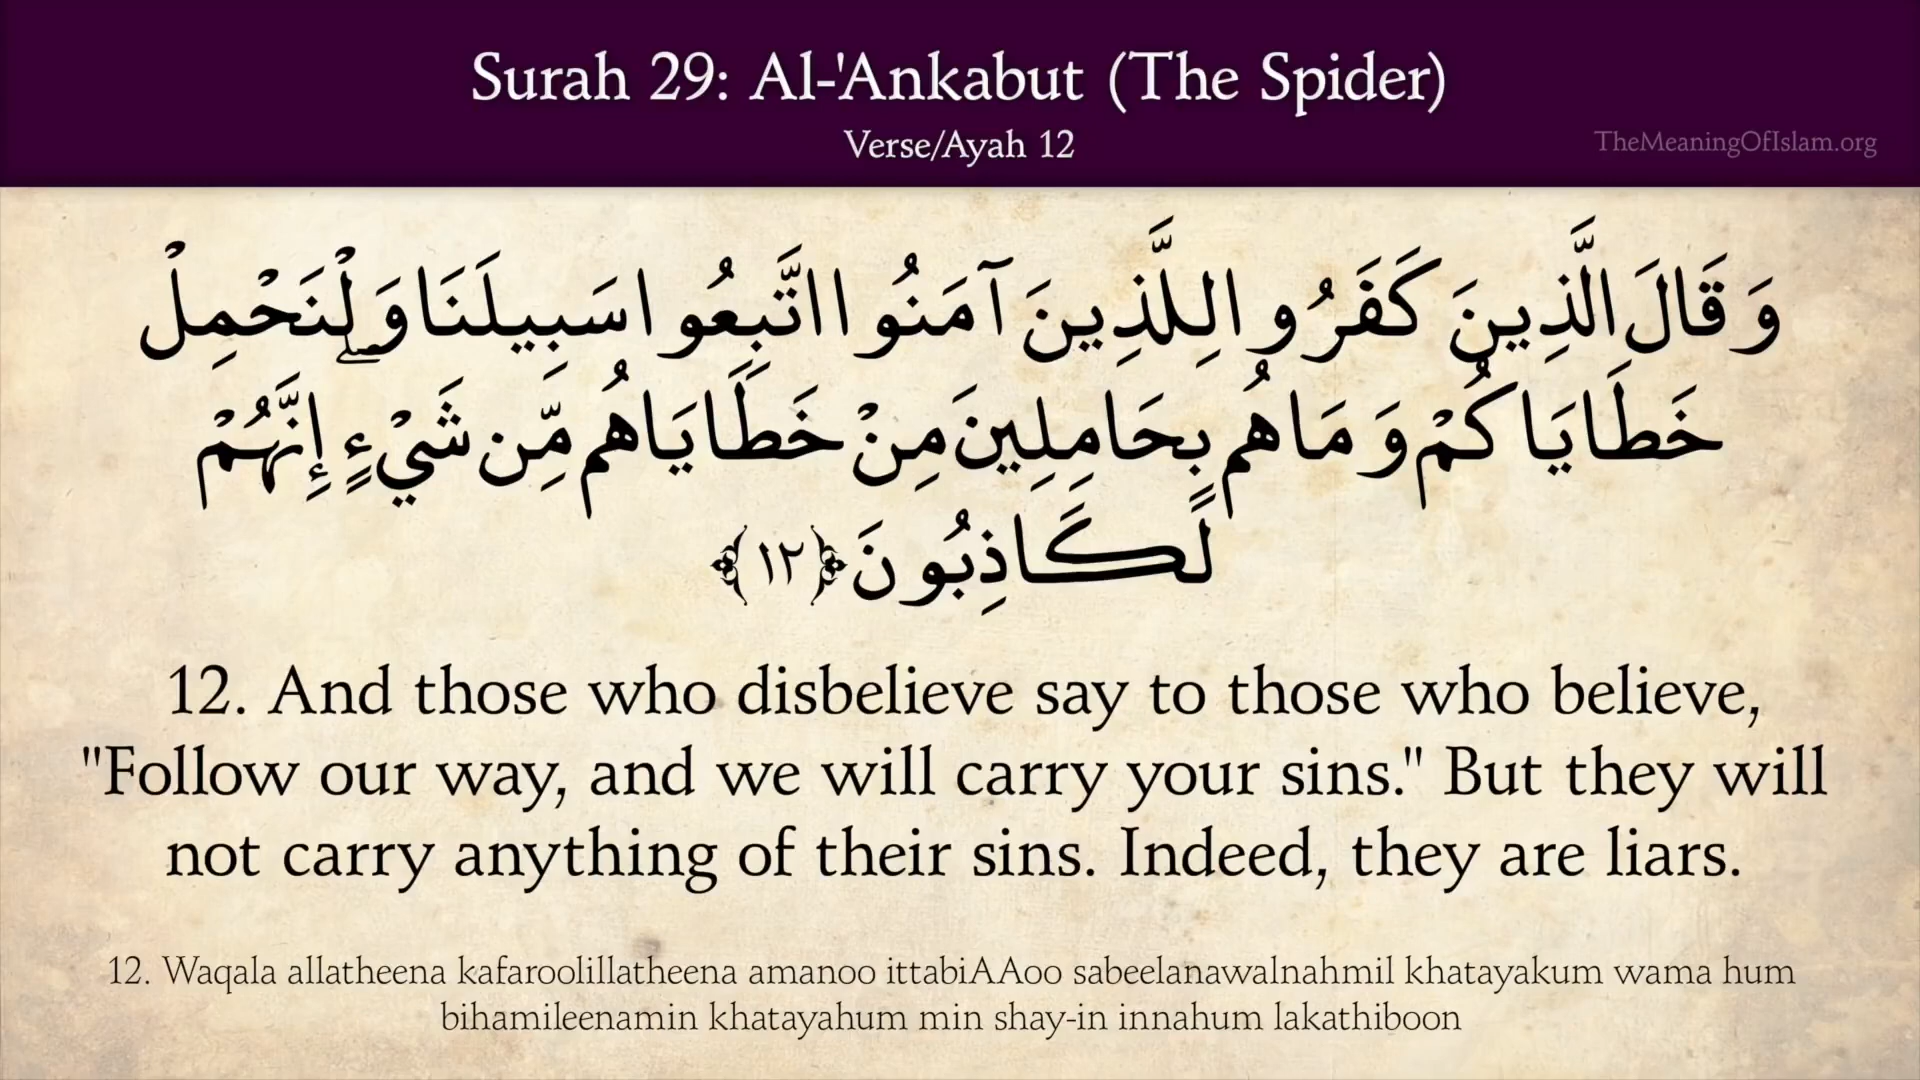 Surah 29: Al-'Ankabut (The Spider)
Verse/Ayah 12
TheMeaningOfIslam.org
وَقَالَ الَّذِينَ كَفَرُوا لِلَّذِينَ آمَنُوا اتَّبِعُوا سَبِيلَنَا وَلْنَحْمِلْ
خَطَايَاكُمْ وَمَا هُم بِحَامِلِينَ مِنْ خَطَايَاهُم مِّن شَيْءٍ إِنَّهُمْ
لَكَاذِبُونَ ﴿١٢﴾
12. And those who disbelieve say to those who believe,
"Follow our way, and we will carry your sins." But they will
not carry anything of their sins. Indeed, they are liars.
12. Waqala allatheena kafaroolillatheena amanoo ittabiAAoo sabeelanawalnahmil khatayakum wama hum
bihamileenamin khatayahum min shay-in innahum lakathiboon